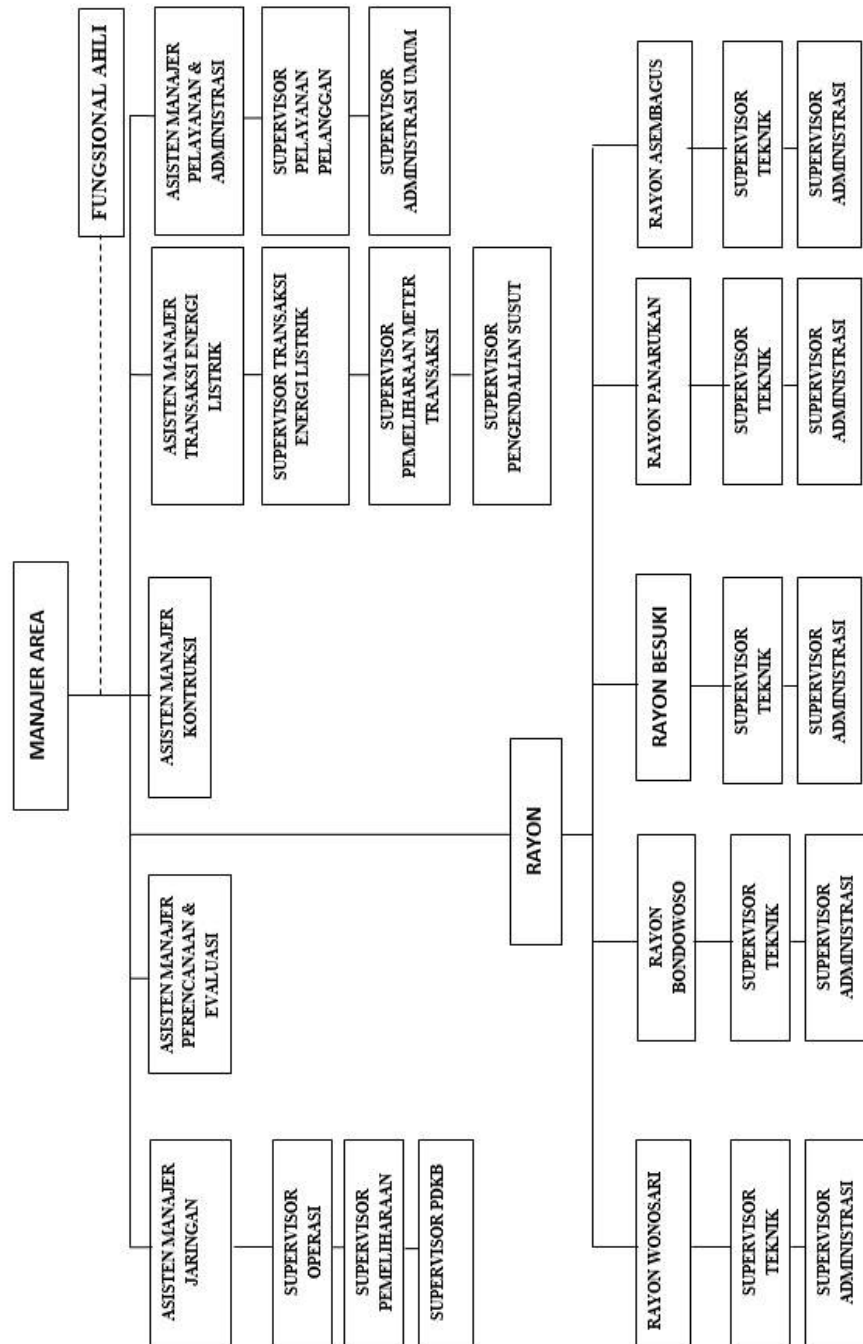 MANAJER AREA
FUNGSIONAL AHLI
ASISTEN MANAJER
JARINGAN
SUPERVISOR
OPERASI
SUPERVISOR
PEMELIHARAAN
SUPERVISOR PDKB
ASISTEN MANAJER
PERENCANAAN &
EVALUASI
ASISTEN MANAJER
KONTRUKSI
ASISTEN MANAJER
TRANSAKSI ENERGI
LISTRIK
SUPERVISOR TRANSAKSI
ENERGI LISTRIK
SUPERVISOR
PEMELIHARAAN METER
TRANSAKSI
SUPERVISOR
PENGENDALIAN SUSUT
ASISTEN MANAJER
PELAYANAN &
ADMINISTRASI
SUPERVISOR
PELAYANAN
PELANGGAN
SUPERVISOR
ADMINISTRASI UMUM
RAYON
RAYON WONOSARI
SUPERVISOR
TEKNIK
SUPERVISOR
ADMINISTRASI
RAYON
BONDOWOSO
SUPERVISOR
TEKNIK
SUPERVISOR
ADMINISTRASI
RAYON BESUKI
SUPERVISOR
TEKNIK
SUPERVISOR
ADMINISTRASI
RAYON PANARUKAN
SUPERVISOR
TEKNIK
SUPERVISOR
ADMINISTRASI
RAYON ASEMBAGUS
SUPERVISOR
TEKNIK
SUPERVISOR
ADMINISTRASI